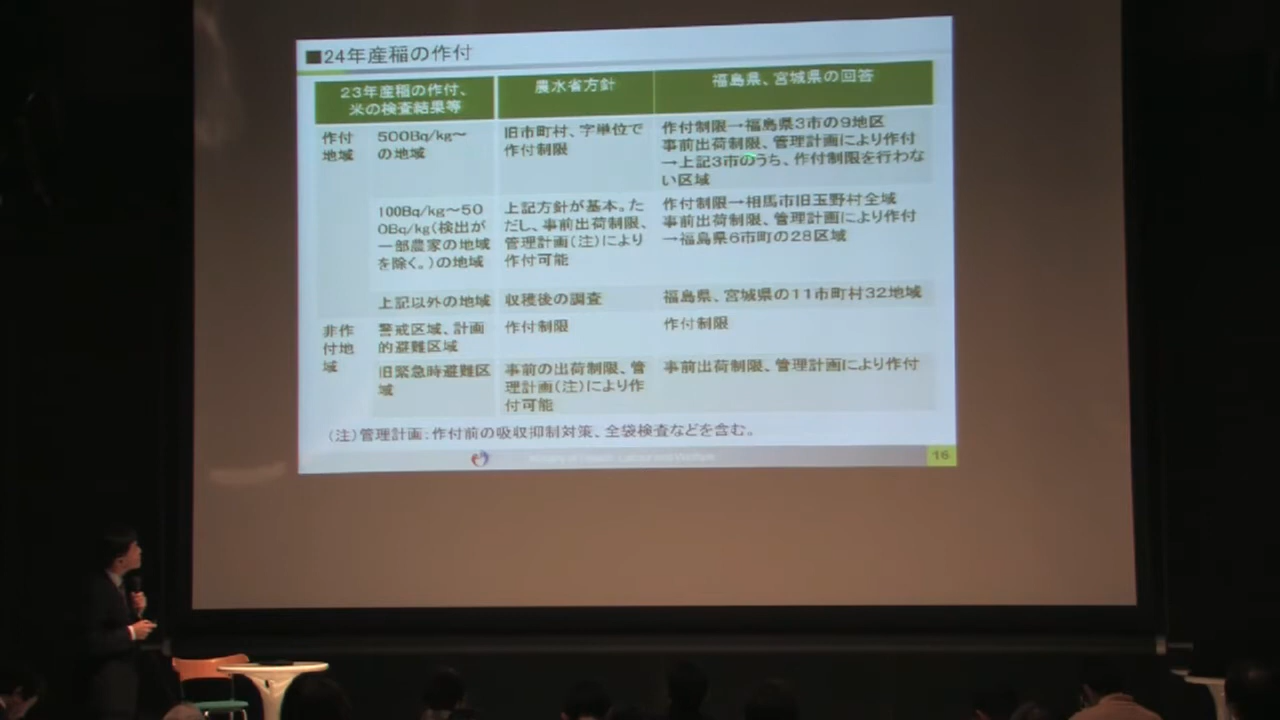 ■24年産稲の作付
23年産稲の作付、
米の検査結果等
農水省方針
福島県、宮城県の回答
作付
地域
500Bq/kg～
の地域
旧市町村、字単位で
作付制限
作付制限→福島県3市の9地区
事前出荷制限、管理計画により作付
→上記3市のうち、作付制限を行わな
い区域
100Bq/kg～50
0Bq/kg(検出が
一部農家の地域
を除く。)の地域
上記方針が基本。た
だし、事前出荷制限、
管理計画(注)により
作付可能
作付制限→相馬市旧玉野村全域
事前出荷制限、管理計画により作付
→福島県6市町の28区域
上記以外の地域
収穫後の調査
福島県、宮城県の11市町村32地域
非作
付地
域
警戒区域、計画
的避難区域
作付制限
作付制限
旧緊急時避難区
域
事前の出荷制限、管
理計画(注)により作
付可能
事前出荷制限、管理計画により作付
(注)管理計画：作付前の吸収抑制対策、全袋検査などを含む。
Ministry of Health, Labour and Welfare
16